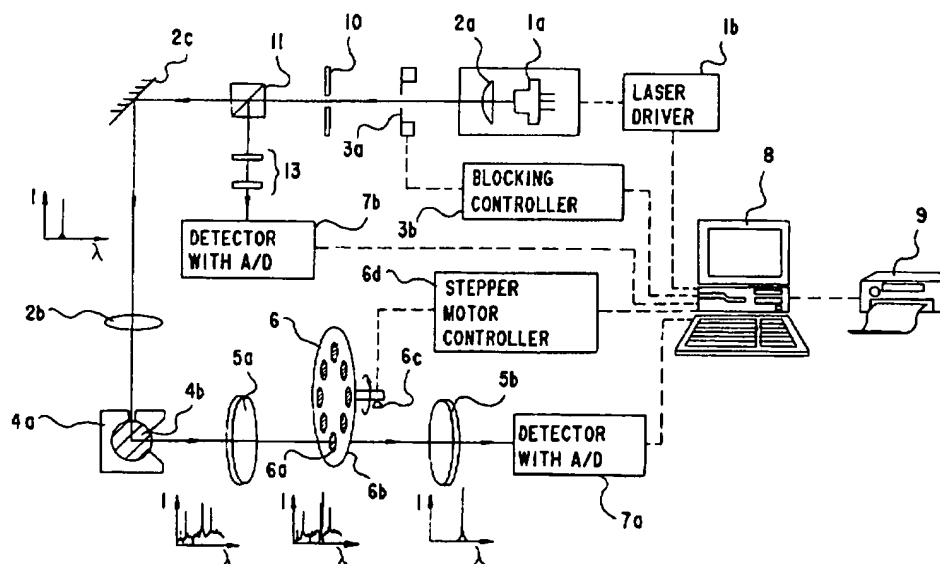 2c
11
10
2a
1a
1b
LASER
DRIVER
3a
13
BLOCKING
CONTROLLER
3b
8
I
λ
7b
DETECTOR
WITH A/D
9
6d
STEPPER
MOTOR
CONTROLLER
2b
6
6c
5a
5b
4a
4b
6a
6b
DETECTOR
WITH A/D
7a
I
λ
I
λ
I
λ